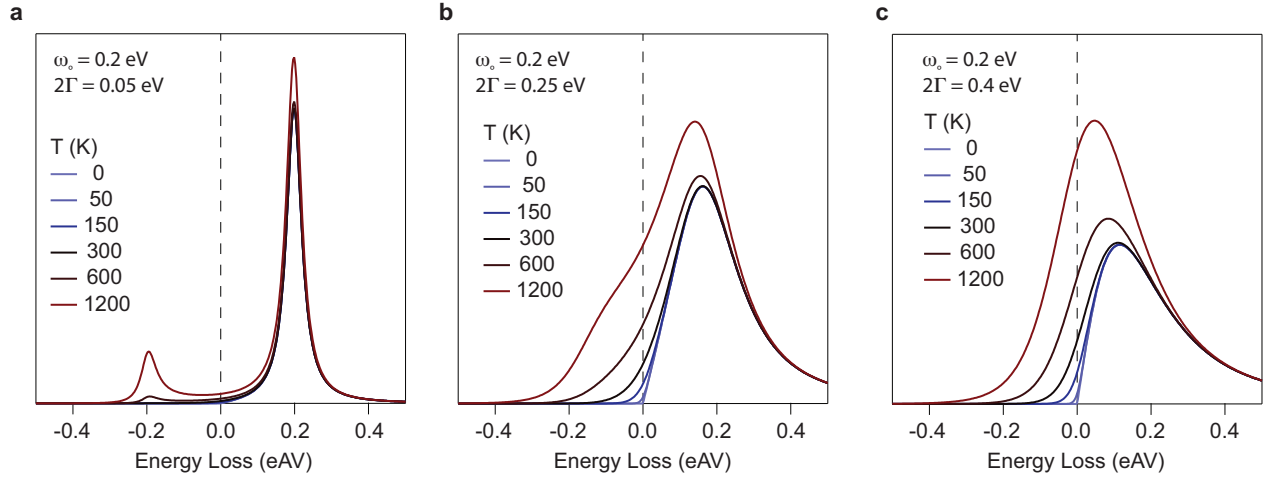 a
ω₀ = 0.2 eV
2Γ = 0.05 eV
T (K)
0
50
150
300
600
1200
-0.4 -0.2 0.0 0.2 0.4
Energy Loss (eAV)
b
ω₀ = 0.2 eV
2Γ = 0.25 eV
T (K)
0
50
150
300
600
1200
-0.4 -0.2 0.0 0.2 0.4
Energy Loss (eAV)
c
ω₀ = 0.2 eV
2Γ = 0.4 eV
T (K)
0
50
150
300
600
1200
-0.4 -0.2 0.0 0.2 0.4
Energy Loss (eAV)